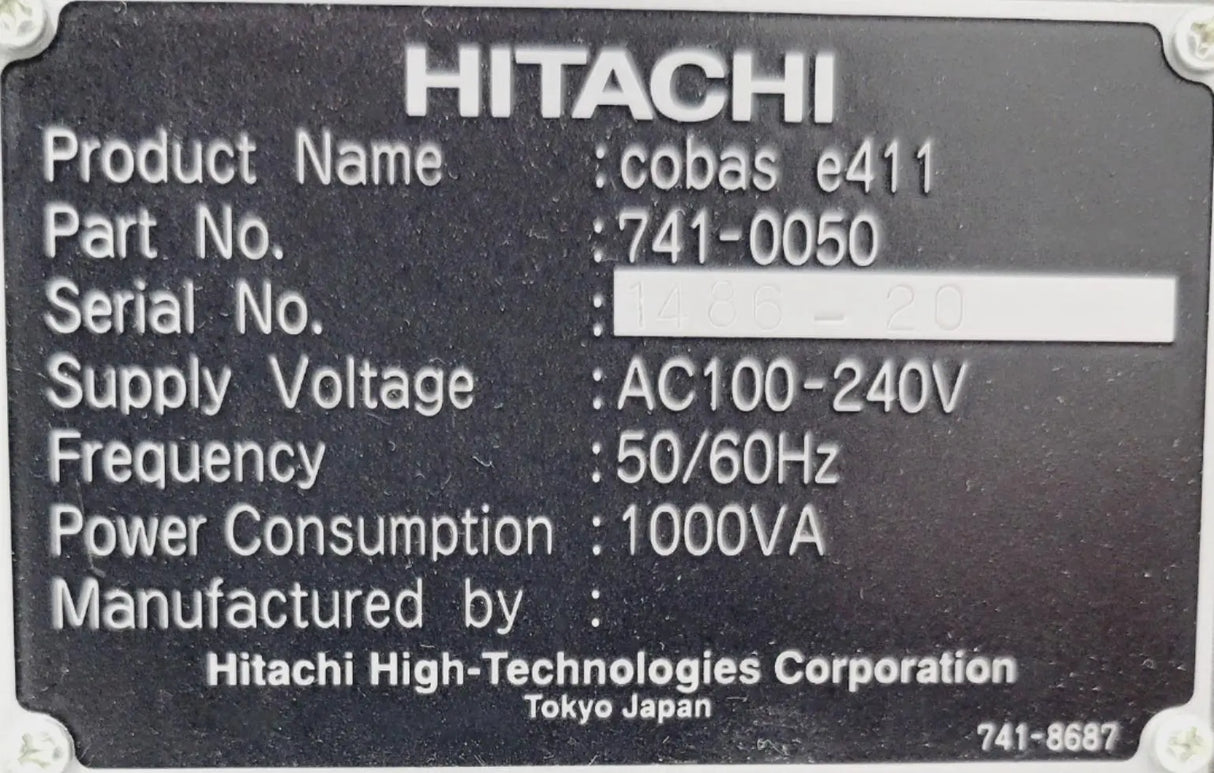 HITACHI
Product Name :cobas e411
Part No. :741-0050
Serial No. :1486-20
Supply Voltage :AC100-240V
Frequency :50/60Hz
Power Consumption :1000VA
Manufactured by :
Hitachi High-Technologies Corporation
Tokyo Japan
741-8687